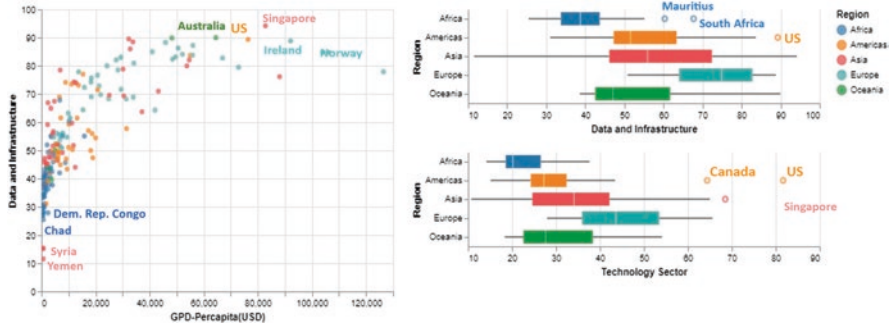 Singapore
Australia
US
Ireland
Norway
Dem. Rep. Congo
Chad
Syria
Yemen
100
90
80
70
60
50
40
30
20
10
0
Data and Infrastructure
0
20.000
40.000
60.000
80.000
100.000
120.000
GPD-Percapita(USD)
Mauritius
South Africa
US
Region
Africa
Americas
Asia
Europe
Oceania
10
20
30
40
50
60
70
80
90
100
Data and Infrastructure
Region
Africa
Americas
Asia
Europe
Oceania
Canada
US
Singapore
Region
Africa
Americas
Asia
Europe
Oceania
10
20
30
40
50
60
70
80
90
Technology Sector